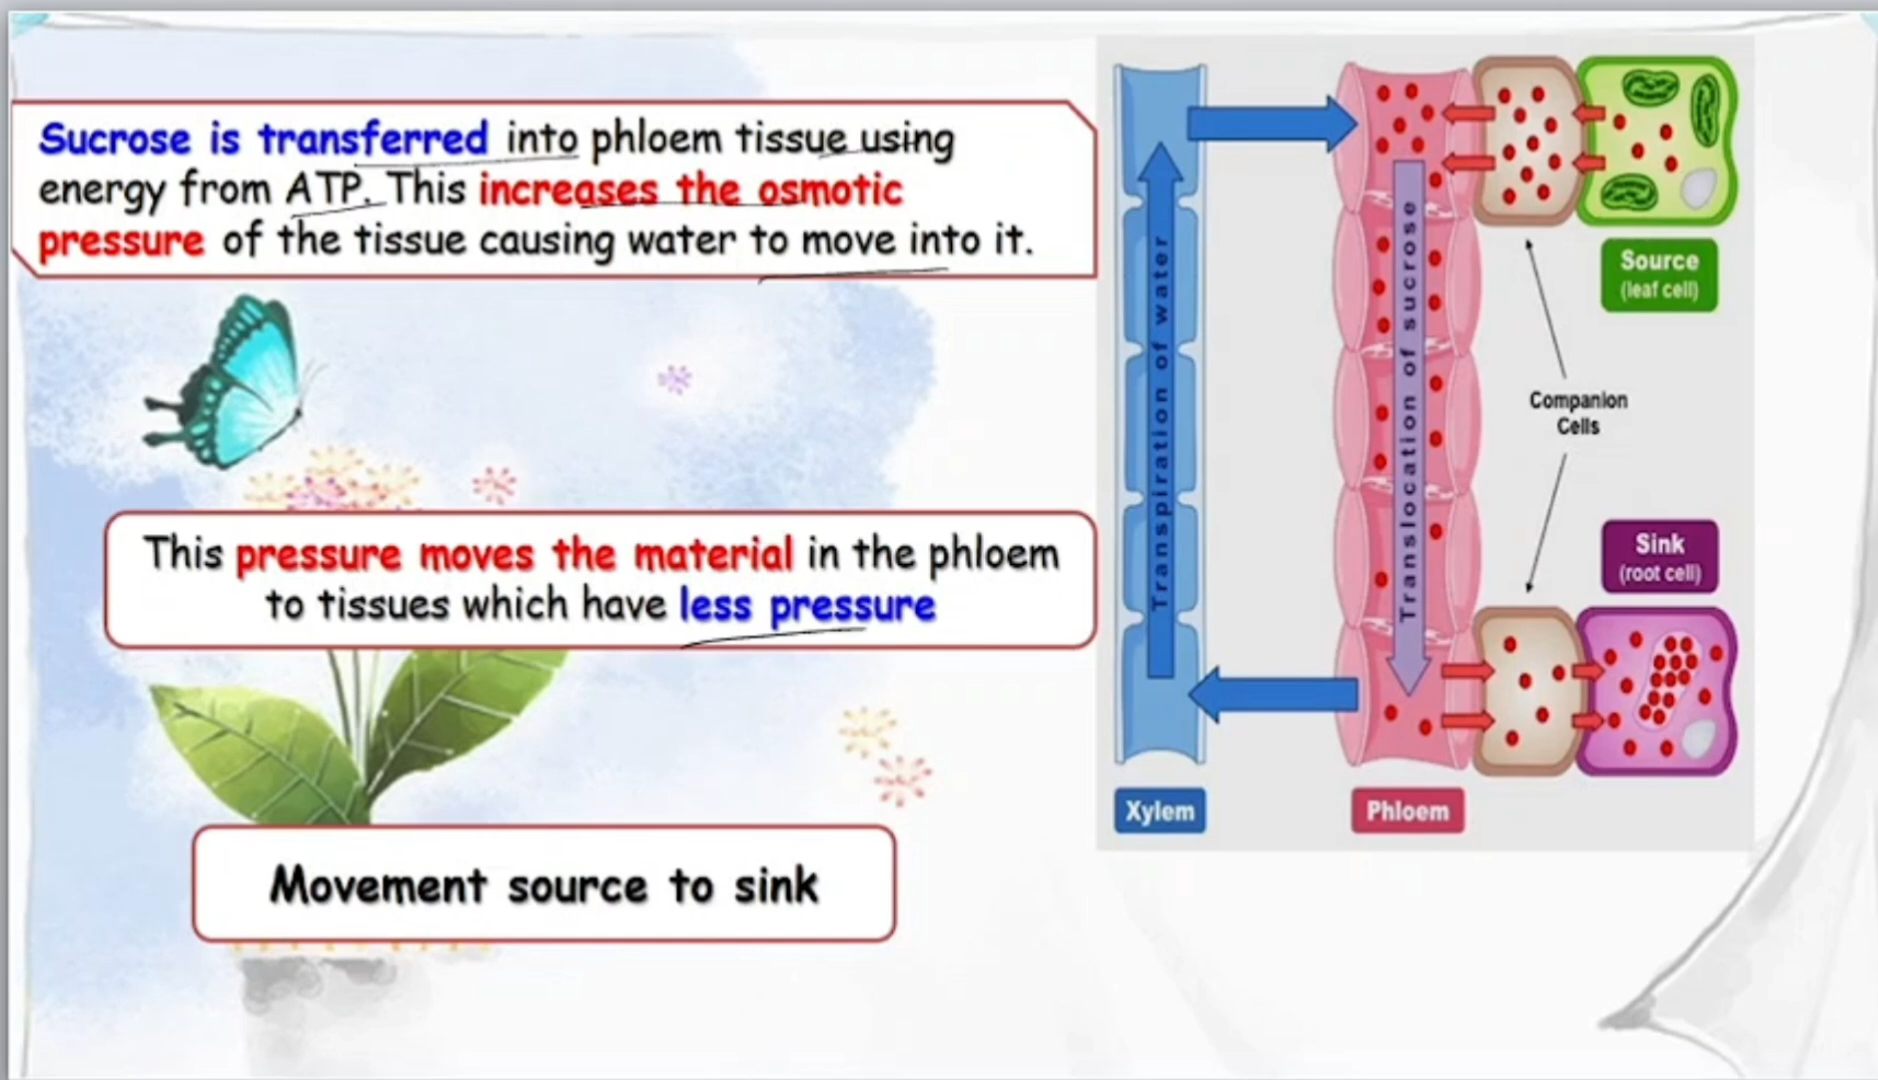 Sucrose is transferred into phloem tissue using
energy from ATP. This increases the osmotic
pressure of the tissue causing water to move into it.
This pressure moves the material in the phloem
to tissues which have less pressure
Movement source to sink
Transpiration of water
Translocation of sucrose
Source
(leaf cell)
Companion
Cells
Sink
(root cell)
Xylem
Phloem